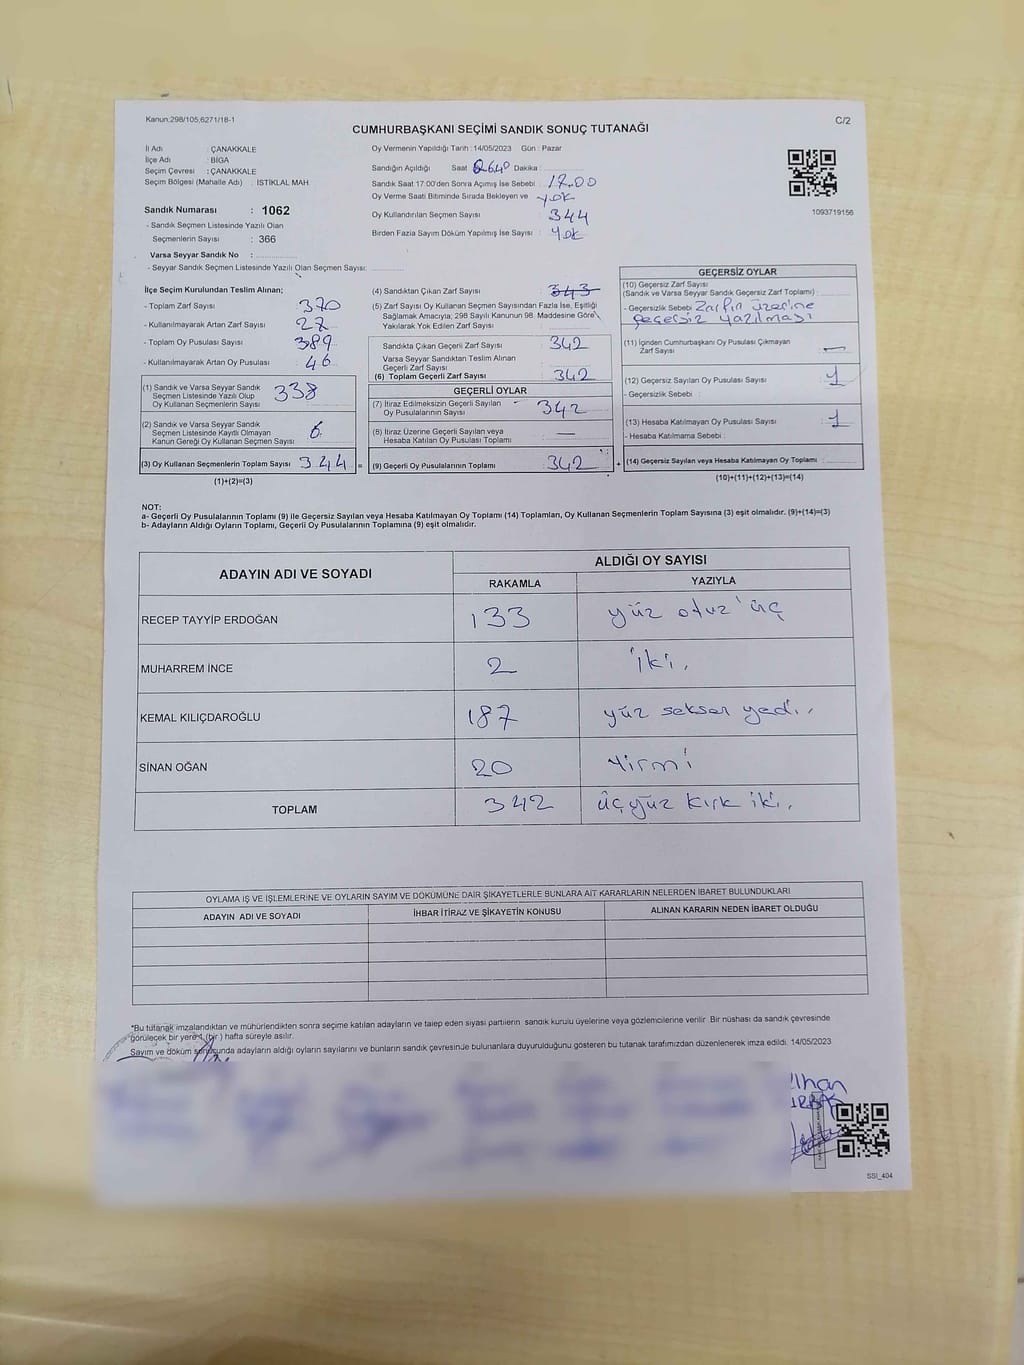 Kanun:298/105;6271/18-1
C/2
CUMHURBAŞKANI SEÇİMİ SANDIK SONUÇ TUTANAĞI
İl Adı : ÇANAKKALE
İlçe Adı : BİGA
Seçim Çevresi : ÇANAKKALE
Seçim Bölgesi (Mahalle Adı) : İSTİKLAL MAH
Sandık Numarası : 1062
- Sandık Seçmen Listesinde Yazılı Olan
Seçmenlerin Sayısı : 366
Varsa Seyyar Sandık No :
- Seyyar Sandık Seçmen Listesinde Yazılı Olan Seçmen Sayısı:
Oy Vermenin Yapıldığı Tarih : 14/05/2023 Gün : Pazar
Sandığın Açıldığı Saat Dakika :
Sandık Saat 17:00'den Sonra Açımış İse Sebebi : 17.00
Oy Verme Saati Bitiminde Sırada Bekleyen ve yok
Oy Kullandırılan Seçmen Sayısı 344
Birden Fazla Sayım Döküm Yapılmış İse Sayısı : yok
1093719156
İlçe Seçim Kurulundan Teslim Alınan;
- Toplam Zarf Sayısı 370
- Kullanılmayarak Artan Zarf Sayısı 27
- Toplam Oy Pusulası Sayısı 389
- Kullanılmayarak Artan Oy Pusulası 46
(1) Sandık ve Varsa Seyyar Sandık
Seçmen Listesinde Yazılı Olup
Oy Kullanan Seçmenlerin Sayısı 338
(2) Sandık ve Varsa Seyyar Sandık
Seçmen Listesinde Kayıtlı Olmayan
Kanun Gereği Oy Kullanan Seçmen Sayısı 6
(3) Oy Kullanan Seçmenlerin Toplam Sayısı 344 =
(1)+(2)=(3)
(4) Sandıktan Çıkan Zarf Sayısı : 343
(5) Zarf Sayısı Oy Kullanan Seçmen Sayısından Fazla İse, Eşitliği
Sağlamak Amacıyla; 298 Sayılı Kanunun 98. Maddesine Göre
Yakılarak Yok Edilen Zarf Sayısı
Sandıkta Çıkan Geçerli Zarf Sayısı : 342
Varsa Seyyar Sandıktan Teslim Alınan
Geçerli Zarf Sayısı
(6) Toplam Geçerli Zarf Sayısı : 342
GEÇERLİ OYLAR
(7) İtiraz Edilmeksizin Geçerli Sayılan
Oy Pusulalarının Sayısı : 342
(8) İtiraz Üzerine Geçerli Sayılan veya
Hesaba Katılan Oy Pusulası Toplamı : —
(9) Geçerli Oy Pusulalarının Toplamı 342 +
GEÇERSİZ OYLAR
(10) Geçersiz Zarf Sayısı
(Sandık ve Varsa Seyyar Sandık Geçersiz Zarf Toplamı) :
- Geçersizlik Sebebi : Zarfın üzerine
geçersiz yazılması
(11) İçinden Cumhurbaşkanı Oy Pusulası Çıkmayan
Zarf Sayısı : —
(12) Geçersiz Sayılan Oy Pusulası Sayısı : 1
- Geçersizlik Sebebi :
(13) Hesaba Katılmayan Oy Pusulası Sayısı : 1
- Hesaba Katılmama Sebebi :
(14) Geçersiz Sayılan veya Hesaba Katılmayan Oy Toplamı :
(10)+(11)+(12)+(13)=(14)
NOT:
a- Geçerli Oy Pusulalarının Toplamı (9) ile Geçersiz Sayılan veya Hesaba Katılmayan Oy Toplamı (14) Toplamları, Oy Kullanan Seçmenlerin Toplam Sayısına (3) eşit olmalıdır. (9)+(14)=(3)
b- Adayların Aldığı Oyların Toplamı, Geçerli Oy Pusulalarının Toplamına (9) eşit olmalıdır.
ADAYIN ADI VE SOYADI
ALDIĞI OY SAYISI
RAKAMLA YAZIYLA
RECEP TAYYİP ERDOĞAN 133 yüz otuz üç
MUHARREM İNCE 2 iki.
KEMAL KILIÇDAROĞLU 187 yüz seksen yedi.
SİNAN OĞAN 20 Yirmi
TOPLAM 342 üçyüz kırk iki.
OYLAMA İŞ VE İŞLEMLERİNE VE OYLARIN SAYIM VE DÖKÜMÜNE DAİR ŞİKAYETLERLE BUNLARA AİT KARARLARIN NELERDEN İBARET BULUNDUKLARI
ADAYIN ADI VE SOYADI İHBAR İTİRAZ VE ŞİKAYETİN KONUSU ALINAN KARARIN NEDEN İBARET OLDUĞU
*Bu tutanak imzalandıktan ve mühürlendikten sonra seçime katılan adayların ve talep eden siyasi partilerin sandık kurulu üyelerine veya gözlemcilerine verilir. Bir nüshası da sandık çevresinde
görülecek bir yere 1 (bir) hafta süreyle asılır.
Sayım ve döküm sonucunda adayların aldığı oyların sayılarını ve bunların sandık çevresinde bulunanlara duyurulduğunu gösteren bu tutanak tarafımızdan düzenlenerek imza edildi. 14/05/2023
SSİ_404